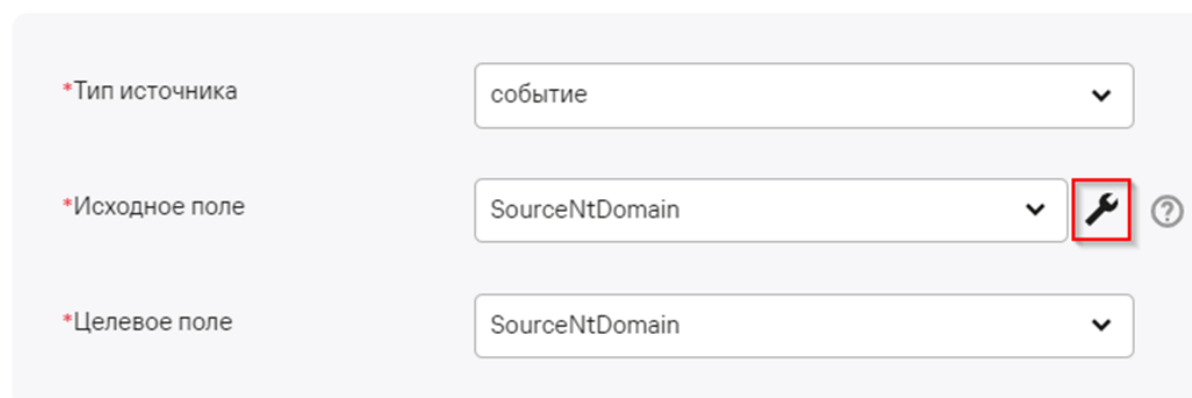 *Тип источника событие
*Исходное поле SourceNtDomain ?
*Целевое поле SourceNtDomain